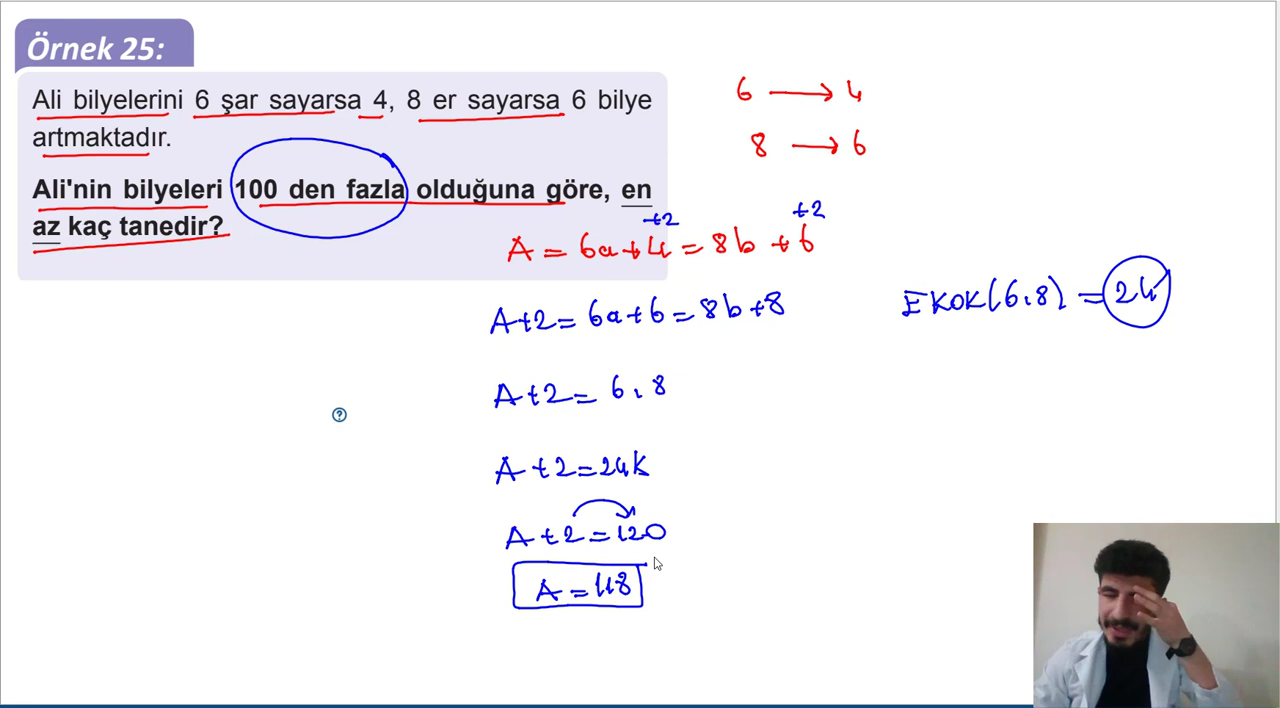 Örnek 25:
Ali bilyelerini 6 şar sayarsa 4, 8 er sayarsa 6 bilye
artmaktadır.
Ali'nin bilyeleri 100 den fazla olduğuna göre, en
az kaç tanedir?
6 → 4
8 → 6
+2 +2
A = 6a+4 = 8b + 6
A+2 = 6a+6 = 8b+8
EKOK(6,8) = 24
A+2 = 6,8
A+2 = 24k
A+2 = 120
A = 118
?